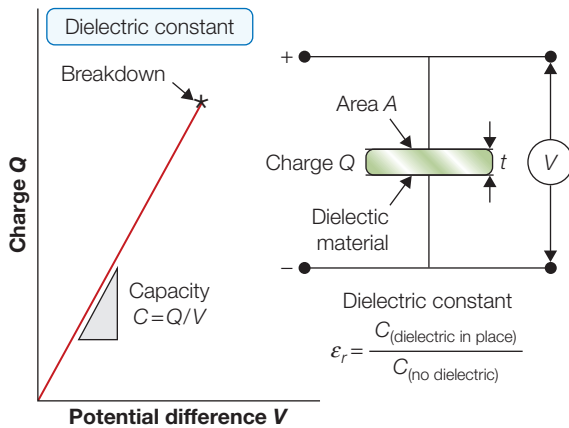 Dielectric constant
Breakdown
Charge Q
Capacity
C=Q/V
Potential difference V
+
Area A
Charge Q
t
V
Dielectic
material
−
Dielectric constant
εr = C(dielectric in place) / C(no dielectric)